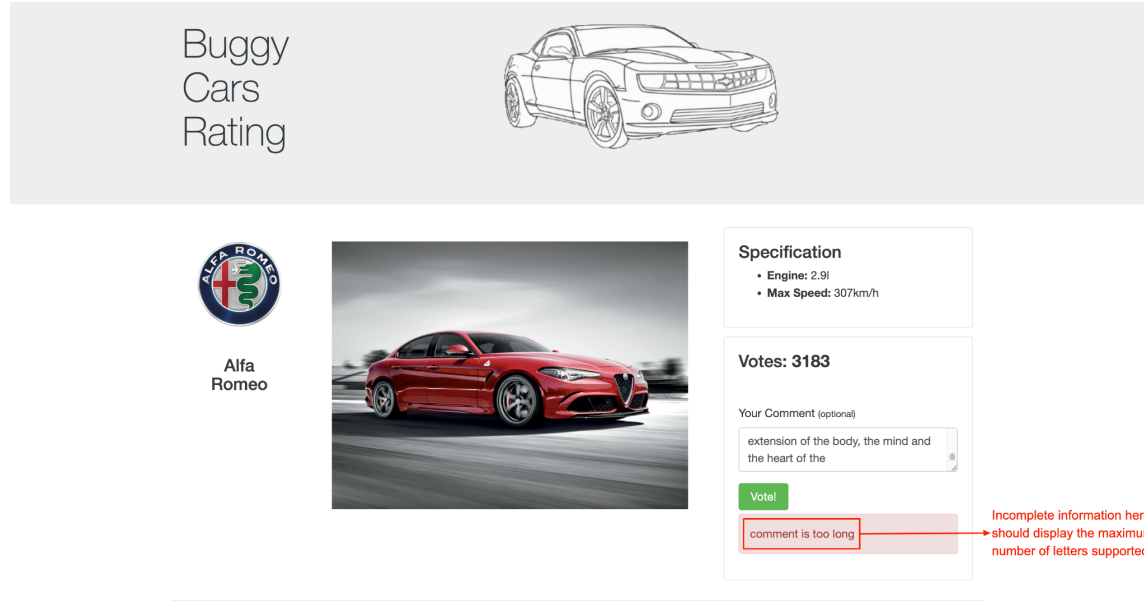 Buggy
Cars
Rating
ALFA ROMEO
Alfa
Romeo
Specification
• Engine: 2.9l
• Max Speed: 307km/h
Votes: 3183
Your Comment (optional)
extension of the body, the mind and
the heart of the
Vote!
comment is too long
Incomplete information her
should display the maximu
number of letters supported